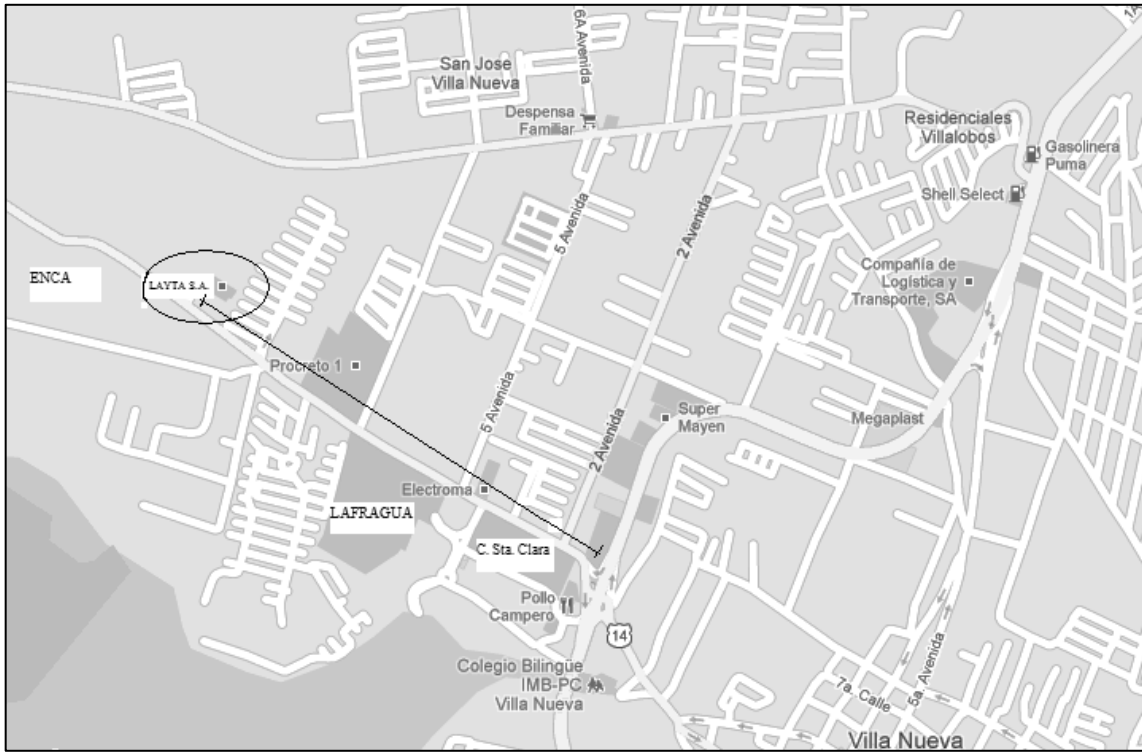 1A
6A Avenida
San Jose
Villa Nueva
Despensa
Familiar
Residenciales
Villalobos
Gasolinera
Puma
Shell Select
5 Avenida
2 Avenida
ENCA
LAYTA S.A.
Compañía de
Logística y
Transporte, SA
Procreto 1
5 Avenida
2 Avenida
Super
Mayen
Megaplast
Electroma
LAFRAGUA
C. Sta. Clara
Pollo
Campero
14
Colegio Bilingüe
IMB-PC
Villa Nueva
7a. Calle
5a. Avenida
Villa Nueva